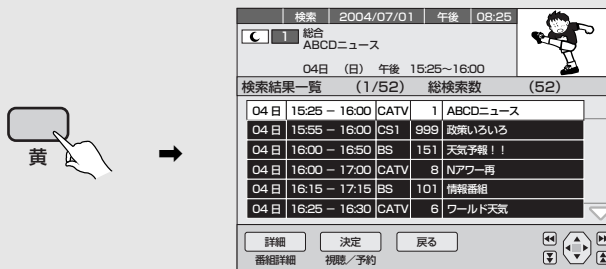 検索 2004/07/01 午後 08:25
1 総合
ABCDニュース
04日 (日) 午後 15:25~16:00
検索結果一覧 (1/52) 総検索数 (52)
04日 15:25 － 16:00 CATV 1 ABCDニュース
04日 15:55 － 16:00 CS1 999 政策いろいろ
04日 16:00 － 16:50 BS 151 天気予報！！
04日 16:00 － 17:00 CATV 8 Nアワー再
04日 16:15 － 17:15 BS 101 情報番組
04日 16:25 － 16:30 CATV 6 ワールド天気
黄
詳細 決定 戻る
番組詳細 視聴／予約